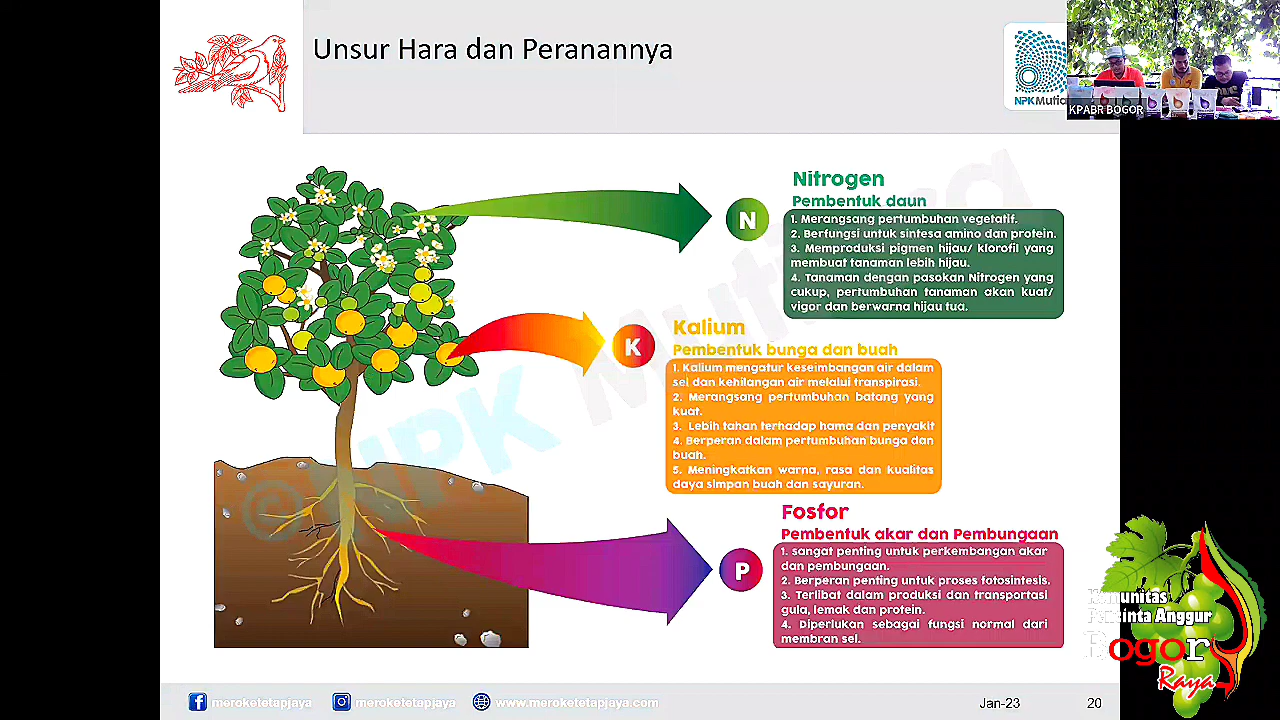 Unsur Hara dan Peranannya
NPK Mutia
KPABR BOGOR
Nitrogen
Pembentuk daun
N
1. Merangsang pertumbuhan vegetatif.
2. Berfungsi untuk sintesa amino dan protein.
3. Memproduksi pigmen hijau/ klorofil yang
membuat tanaman lebih hijau.
4. Tanaman dengan pasokan Nitrogen yang
cukup, pertumbuhan tanaman akan kuat/
vigor dan berwarna hijau tua.
Kalium
K
Pembentuk bunga dan buah
1. Kalium mengatur keseimbangan air dalam
sel dan kehilangan air melalui transpirasi.
2. Merangsang pertumbuhan batang yang
kuat.
3. Lebih tahan terhadap hama dan penyakit
4. Berperan dalam pertumbuhan bunga dan
buah.
5. Meningkatkan warna, rasa dan kualitas
daya simpan buah dan sayuran.
Fosfor
Pembentuk akar dan Pembungaan
P
1. sangat penting untuk perkembangan akar
dan pembungaan.
2. Berperan penting untuk proses fotosintesis.
3. Terlibat dalam produksi dan transportasi
gula, lemak dan protein.
4. Diperlukan sebagai fungsi normal dari
membran sel.
© NPK Mutiara
Komunitas
Pencinta Anggur
Bogor
Raya
meroketetapjaya
meroketetapjaya
www.meroketetapjaya.com
Jan-23
20